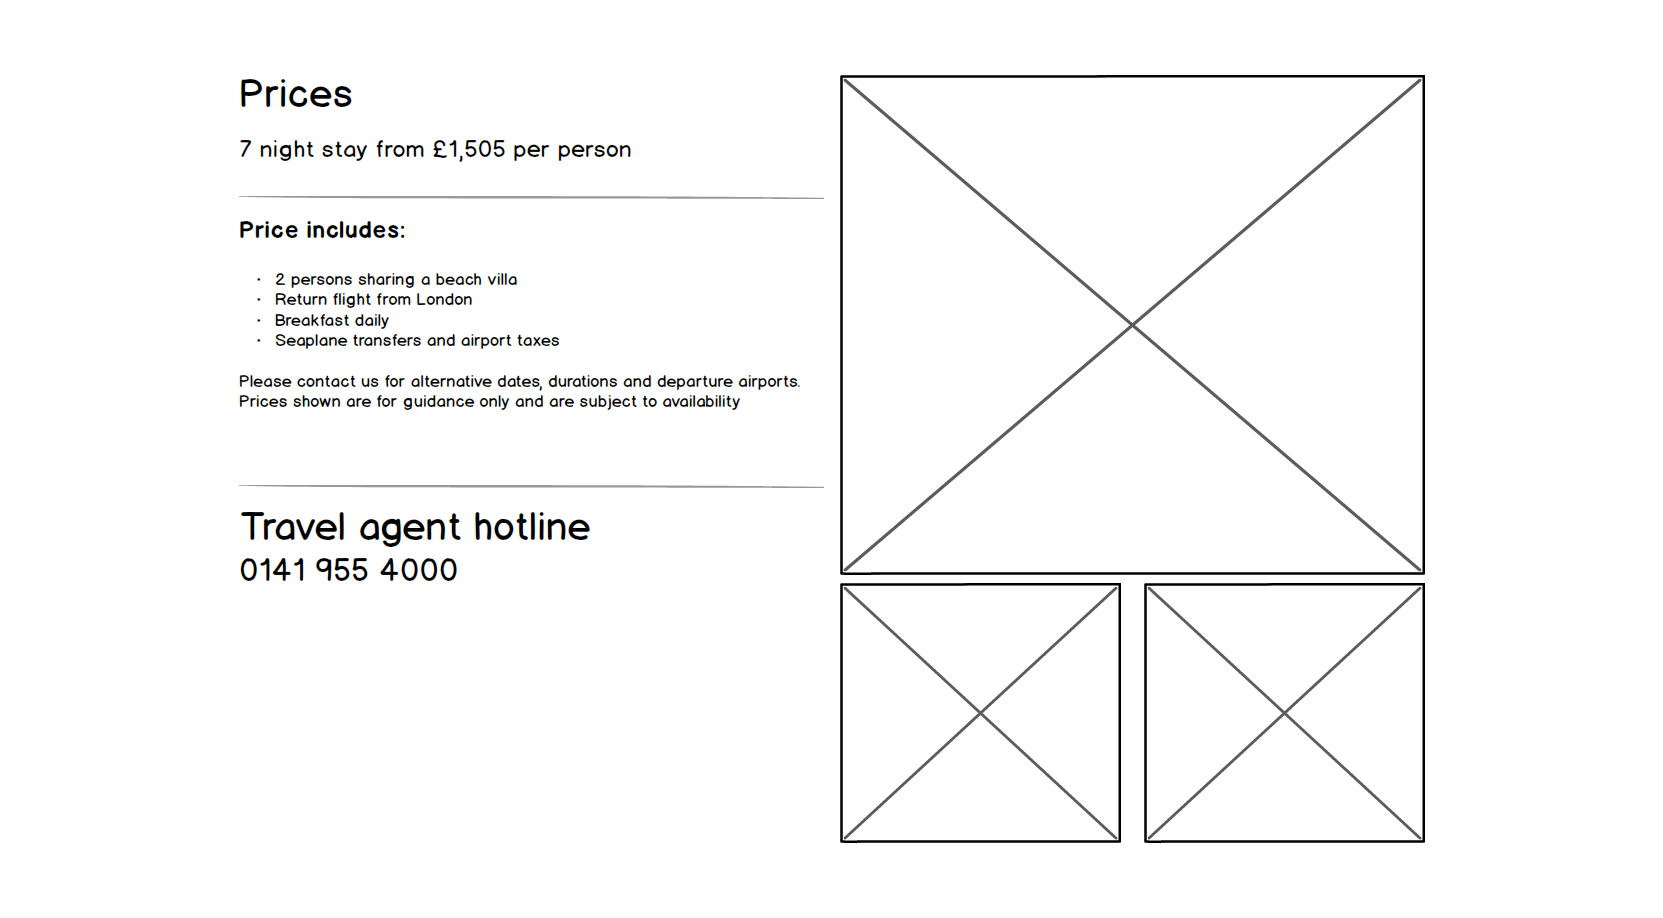 Prices
7 night stay from £1,505 per person
Price includes:
· 2 persons sharing a beach villa
· Return flight from London
· Breakfast daily
· Seaplane transfers and airport taxes
Please contact us for alternative dates, durations and departure airports.
Prices shown are for guidance only and are subject to availability
Travel agent hotline
0141 955 4000